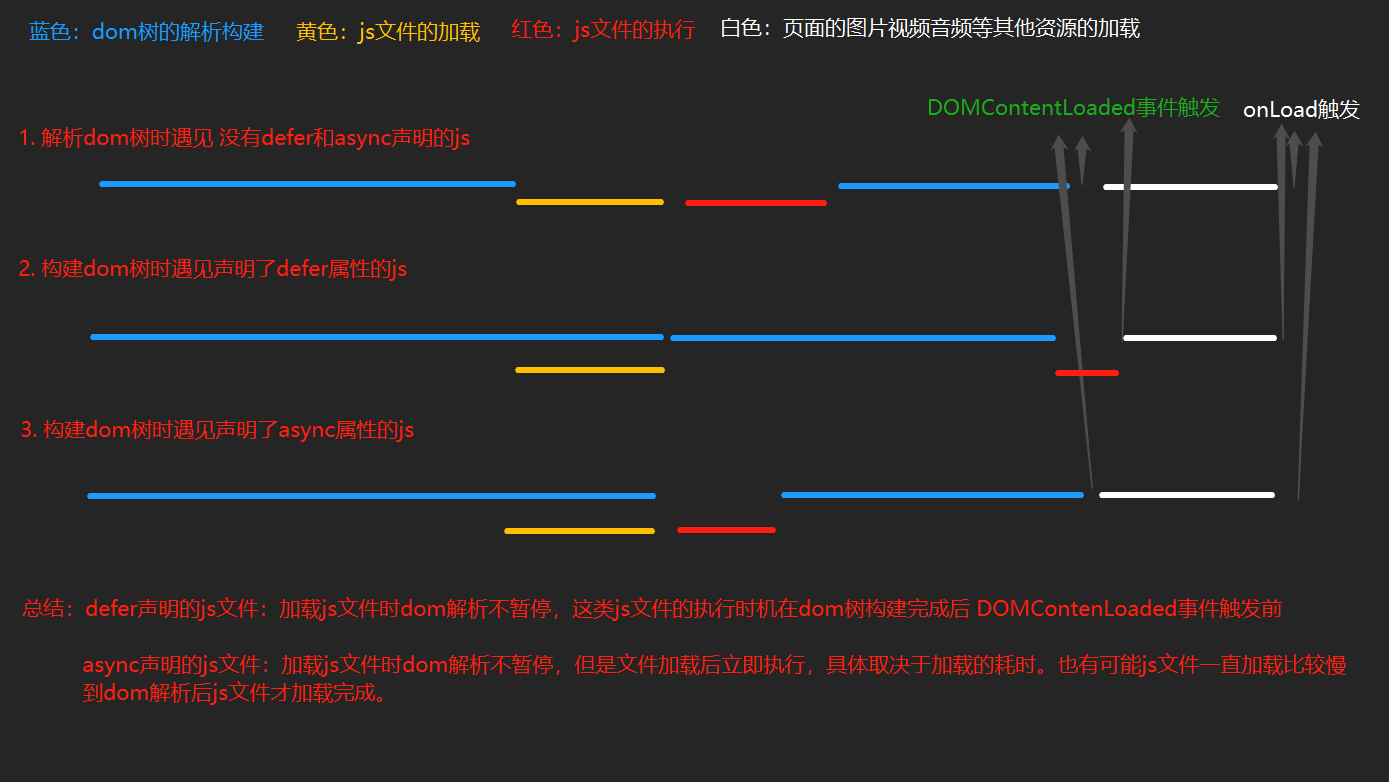 蓝色：dom树的解析构建 黄色：js文件的加载 红色：js文件的执行 白色：页面的图片视频音频等其他资源的加载
DOMContentLoaded事件触发 onLoad触发
1. 解析dom树时遇见 没有defer和async声明的js
2. 构建dom树时遇见声明了defer属性的js
3. 构建dom树时遇见声明了async属性的js
总结：defer声明的js文件：加载js文件时dom解析不暂停，这类js文件的执行时机在dom树构建完成后 DOMContenLoaded事件触发前
async声明的js文件：加载js文件时dom解析不暂停，但是文件加载后立即执行，具体取决于加载的耗时。也有可能js文件一直加载比较慢
到dom解析后js文件才加载完成。